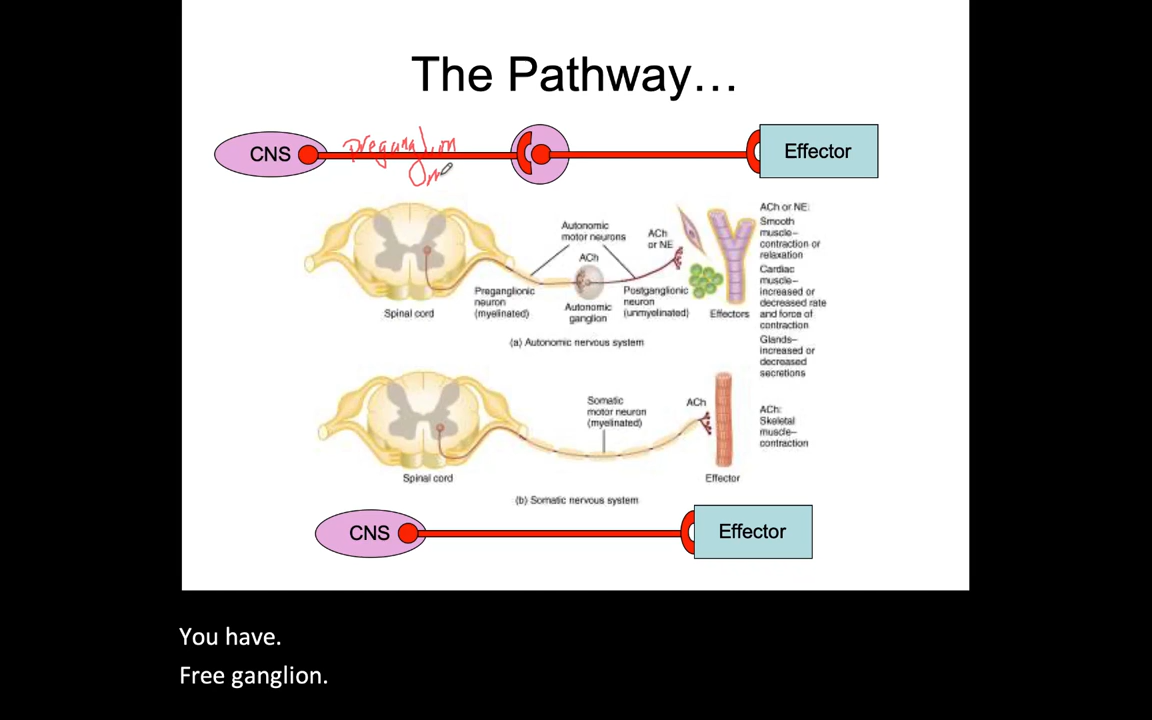 The Pathway…
CNS
preganglion
Effector
Autonomic
motor neurons
ACh
ACh
or NE
Preganglionic
neuron
(myelinated)
Autonomic
ganglion
Postganglionic
neuron
(unmyelinated)
Spinal cord
Effectors
ACh or NE:
Smooth
muscle–
contraction or
relaxation
Cardiac
muscle–
increased or
decreased rate
and force of
contraction
Glands–
increased or
decreased
secretions
(a) Autonomic nervous system
Somatic
motor neuron
(myelinated)
ACh
ACh:
Skeletal
muscle–
contraction
Spinal cord
Effector
(b) Somatic nervous system
CNS
Effector
You have.
Free ganglion.